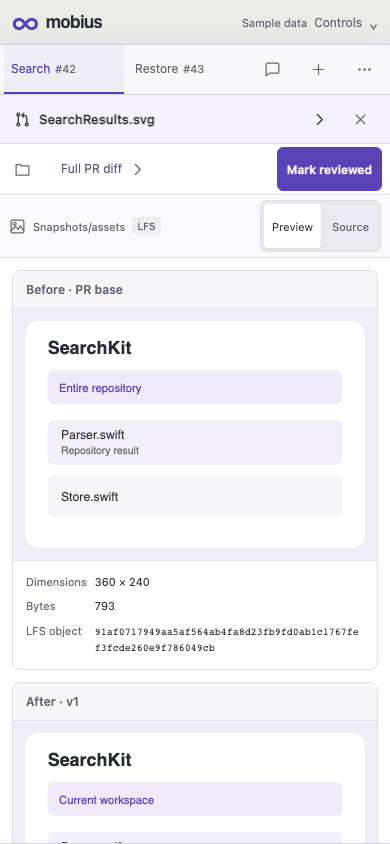 mobius
Sample data Controls
Search #42
Restore #43
SearchResults.svg
Full PR diff
Mark reviewed
Snapshots/assets LFS
Preview Source
Before · PR base
SearchKit
Entire repository
Parser.swift
Repository result
Store.swift
Dimensions 360 × 240
Bytes 793
LFS object 91af0717949aa5af564ab4fa8d23fb9fd0ab1c1767fe
f3fcde260e9f786049cb
After · v1
SearchKit
Current workspace